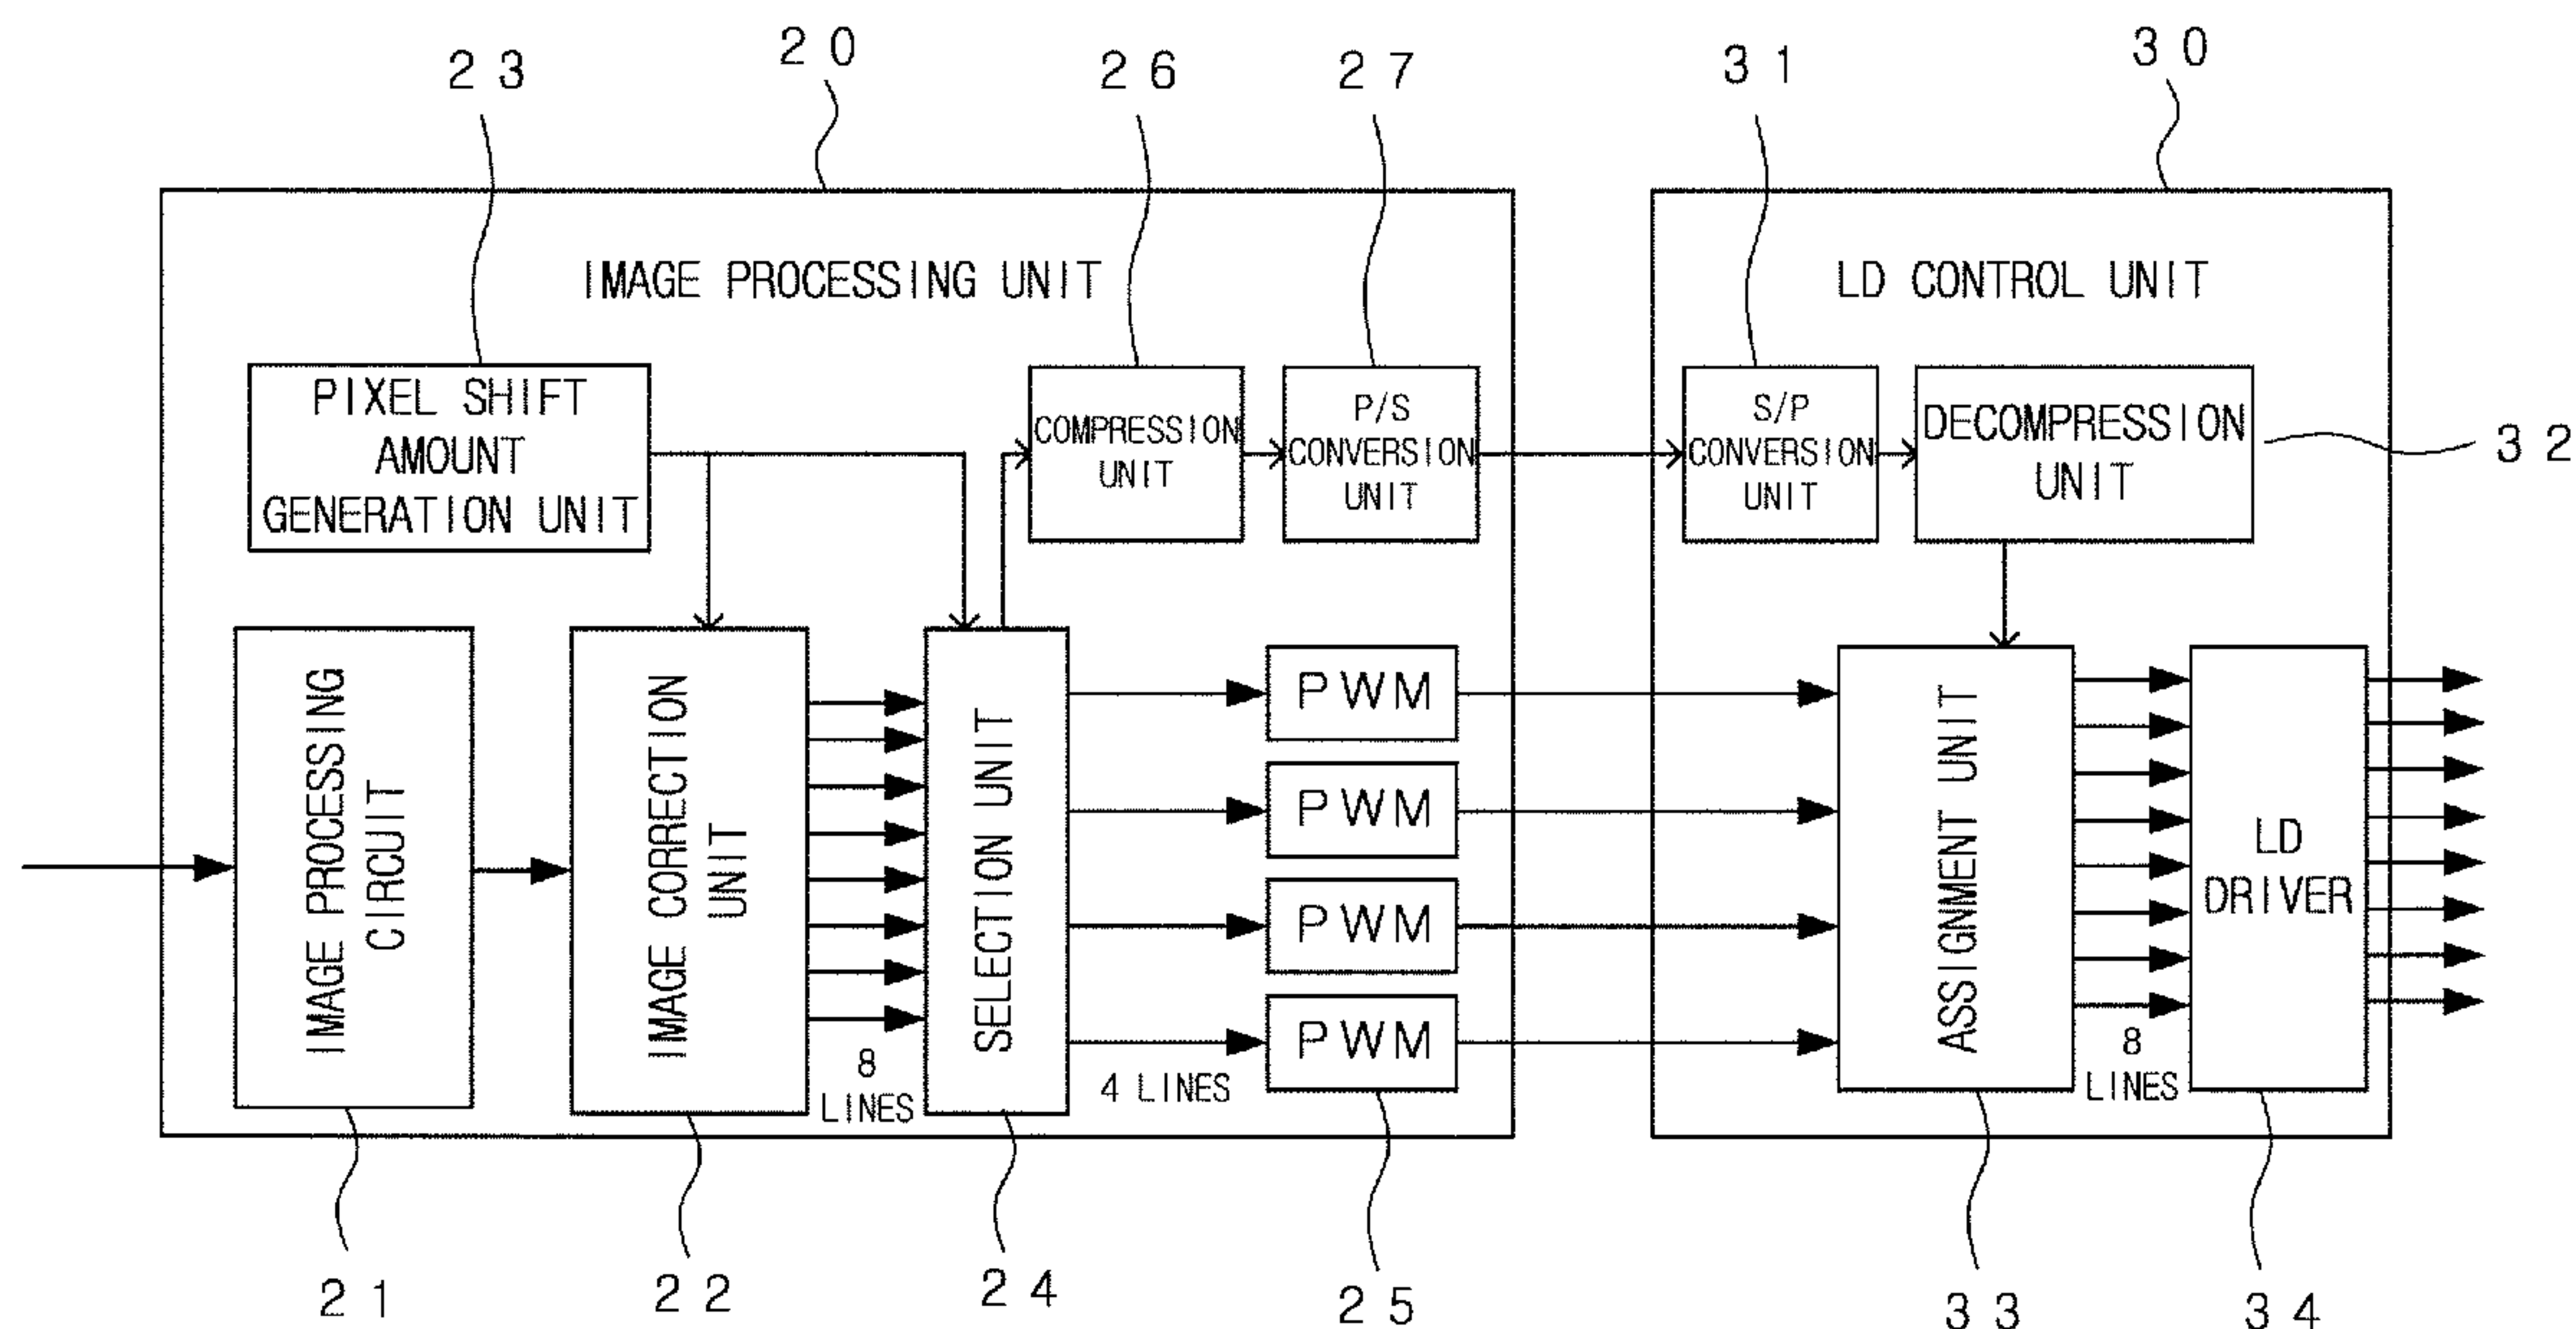 20
30
23
26
27
31
IMAGE PROCESSING UNIT
LD CONTROL UNIT
PIXEL SHIFT
AMOUNT
GENERATION UNIT
COMPRESSION
UNIT
P/S
CONVERSION
UNIT
S/P
CONVERSION
UNIT
DECOMPRESSION
UNIT
32
IMAGE PROCESSING
CIRCUIT
IMAGE CORRECTION
UNIT
8
LINES
SELECTION UNIT
4 LINES
PWM
PWM
PWM
PWM
ASSIGNMENT UNIT
8
LINES
LD
DRIVER
21
22
24
25
33
34